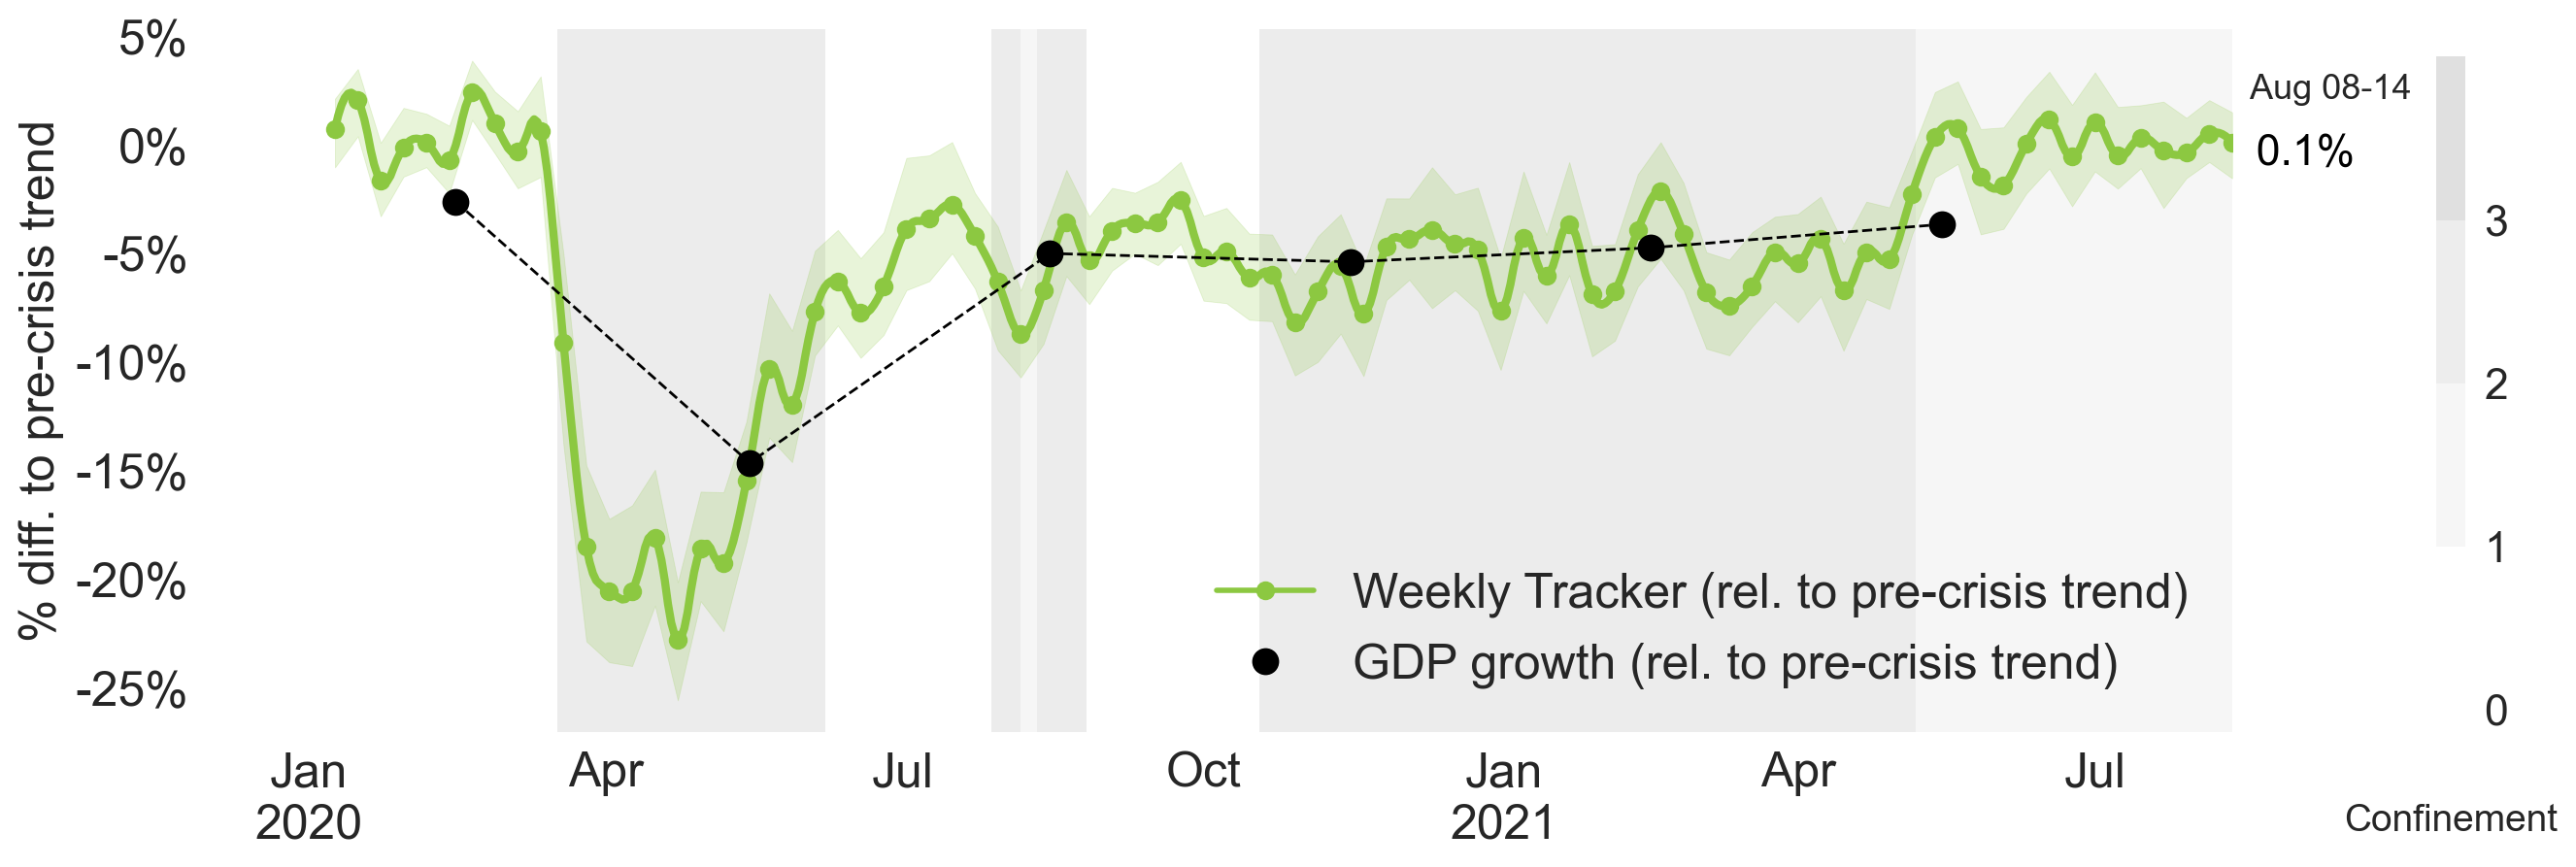 % diff. to pre-crisis trend
5%
0%
-5%
-10%
-15%
-20%
-25%
Jan
2020
Apr
Jul
Oct
Jan
2021
Apr
Jul
Weekly Tracker (rel. to pre-crisis trend)
GDP growth (rel. to pre-crisis trend)
Aug 08-14
0.1%
3
2
1
0
Confinement